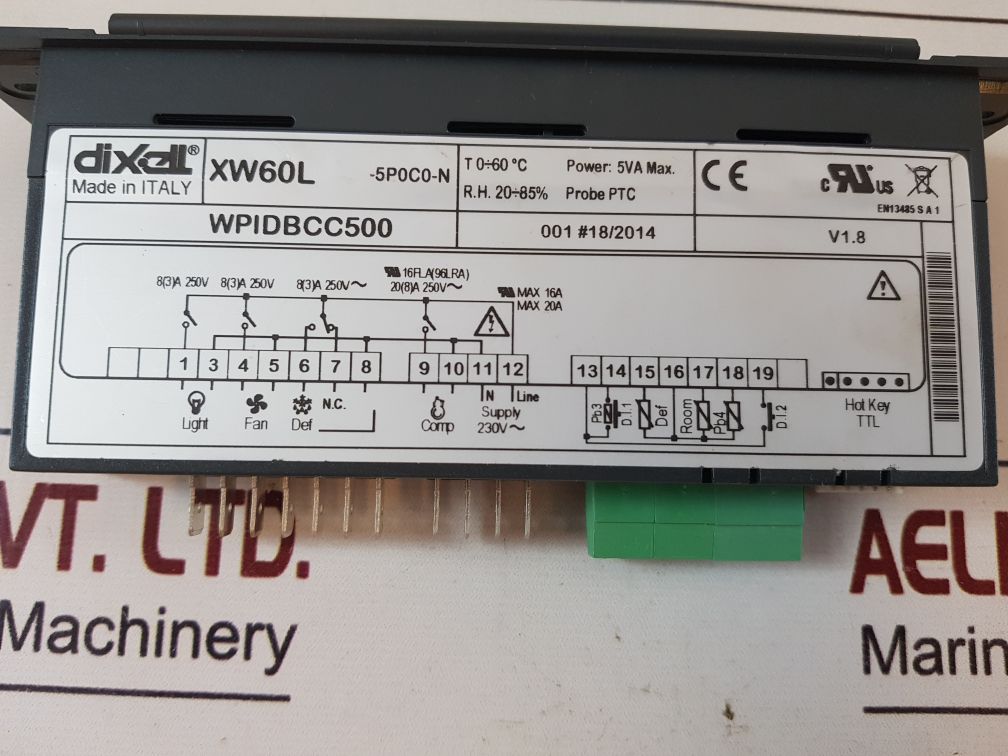 dixell®
Made in ITALY
XW60L -5P0C0-N
T 0÷60 °C Power: 5VA Max.
R.H. 20÷85% Probe PTC
CE
c RU US
EN13485 S A 1
WPIDBCC500
001 #18/2014
V1.8
8(3)A 250V 8(3)A 250V 8(3)A 250V~
16FLA(96LRA)
20(8)A 250V~
MAX 16A
MAX 20A
1 3 4 5 6 7 8 9 10 11 12 13 14 15 16 17 18 19
Light
Fan
Def
N.C.
Comp
N Line
Supply
230V~
Pb3
D.I.1
Def
Room
Pb4
D.I.2
Hot Key
TTL
VT. LTD.
Machinery
AEL
Marin